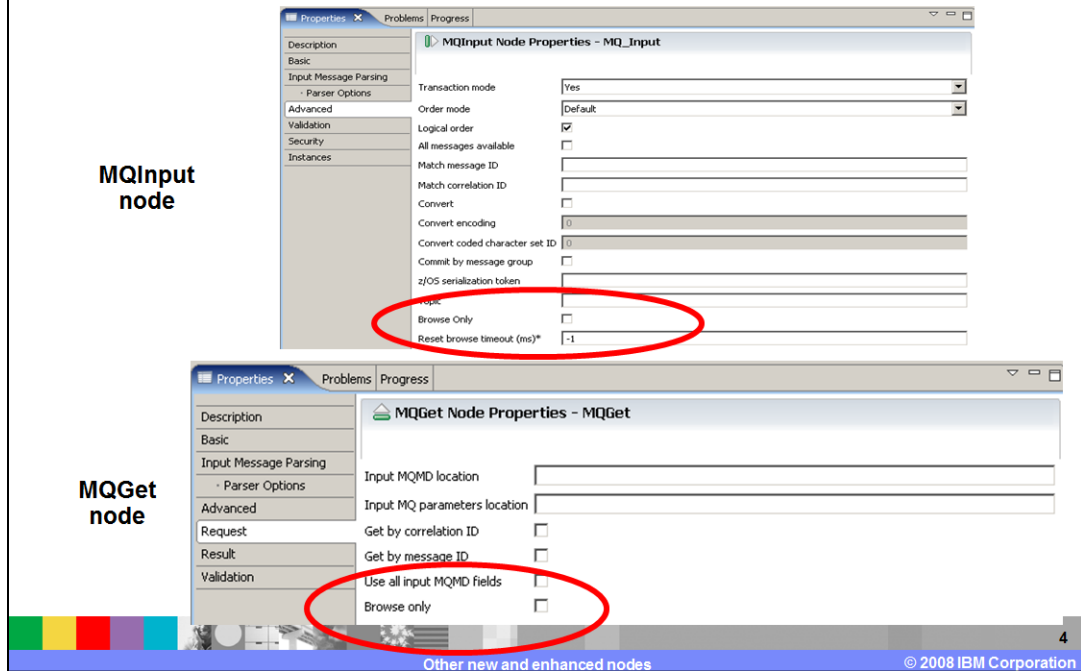 Properties Problems Progress
MQInput Node Properties - MQ_Input
Description
Basic
Input Message Parsing
· Parser Options
Advanced
Validation
Security
Instances
Transaction mode Yes
Order mode Default
Logical order
All messages available
Match message ID
Match correlation ID
Convert
Convert encoding 0
Convert coded character set ID 0
Commit by message group
z/OS serialization token
Topic
Browse Only
Reset browse timeout (ms)* -1
MQInput
node
Properties Problems Progress
MQGet Node Properties - MQGet
Description
Basic
Input Message Parsing
· Parser Options
Advanced
Request
Result
Validation
Input MQMD location
Input MQ parameters location
Get by correlation ID
Get by message ID
Use all input MQMD fields
Browse only
MQGet
node
4
Other new and enhanced nodes © 2008 IBM Corporation